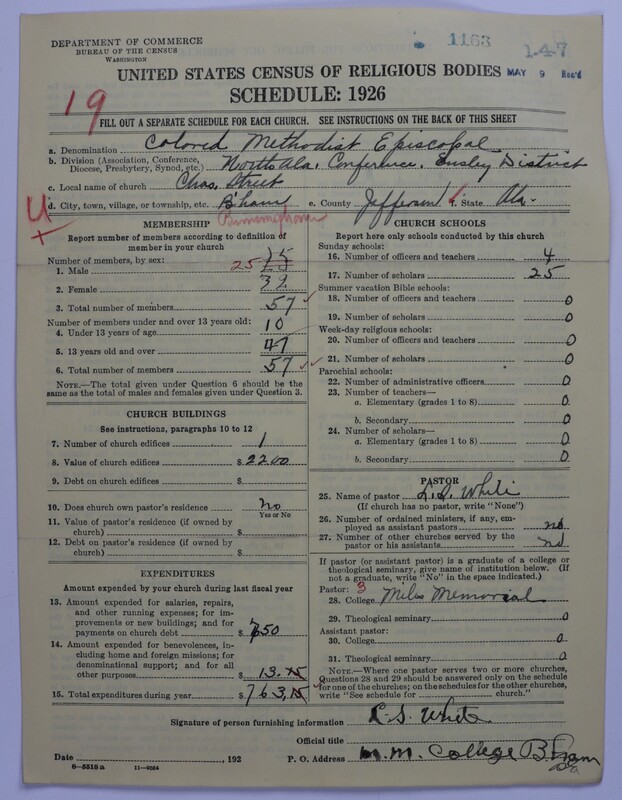 DEPARTMENT OF COMMERCE
BUREAU OF THE CENSUS
WASHINGTON
1163
1-4-7
UNITED STATES CENSUS OF RELIGIOUS BODIES
MAY 9 Rec'd
SCHEDULE: 1926
19
FILL OUT A SEPARATE SCHEDULE FOR EACH CHURCH. SEE INSTRUCTIONS ON THE BACK OF THIS SHEET
a. Denomination Colored Methodist Episcopal
b. Division (Association, Conference, Diocese, Presbytery, Synod, etc.) North Ala. Conference. Ensley District
c. Local name of church Chas. Street
d. City, town, village, or township, etc. B'ham e. County Jefferson f. State Ala.
U
Birmingham
MEMBERSHIP
Report number of members according to definition of
member in your church
Number of members, by sex:
1. Male 25
2. Female 32
3. Total number of members 57
Number of members under and over 13 years old:
4. Under 13 years of age 10
5. 13 years old and over 47
6. Total number of members 57
NOTE.—The total given under Question 6 should be the
same as the total of males and females given under Question 3.
CHURCH BUILDINGS
See instructions, paragraphs 10 to 12
7. Number of church edifices 1
8. Value of church edifices $ 2200
9. Debt on church edifices $
10. Does church own pastor's residence No
Yes or No
11. Value of pastor's residence (if owned by
church) $
12. Debt on pastor's residence (if owned by
church) $
EXPENDITURES
Amount expended by your church during last fiscal year
13. Amount expended for salaries, repairs,
and other running expenses; for im-
provements or new buildings; and for
payments on church debt $ 750
14. Amount expended for benevolences, in-
cluding home and foreign missions; for
denominational support; and for all
other purposes $ 13.15
15. Total expenditures during year $ 763,15
CHURCH SCHOOLS
Report here only schools conducted by this church
Sunday schools:
16. Number of officers and teachers 4
17. Number of scholars 25
Summer vacation Bible schools:
18. Number of officers and teachers 0
19. Number of scholars 0
Week-day religious schools:
20. Number of officers and teachers 0
21. Number of scholars 0
Parochial schools:
22. Number of administrative officers 0
23. Number of teachers—
a. Elementary (grades 1 to 8) 0
b. Secondary 0
24. Number of scholars—
a. Elementary (grades 1 to 8) 0
b. Secondary 0
PASTOR
25. Name of pastor L. S. White
(If church has no pastor, write "None")
26. Number of ordained ministers, if any, em-
ployed as assistant pastors no
27. Number of other churches served by the
pastor or his assistants no
If pastor (or assistant pastor) is a graduate of a college or
theological seminary, give name of institution below. (If
not a graduate, write "No" in the space indicated.)
Pastor: 3
28. College Miles Memorial
29. Theological seminary 0
Assistant pastor:
30. College 0
31. Theological seminary 0
NOTE.—Where one pastor serves two or more churches,
Questions 28 and 29 should be answered only on the schedule
for one of the churches; on the schedules for the other churches,
write "See schedule for church."
Signature of person furnishing information L. S. White
Official title
Date , 192
P. O. Address M. M. College B'ham
8—5518 a 11—9054